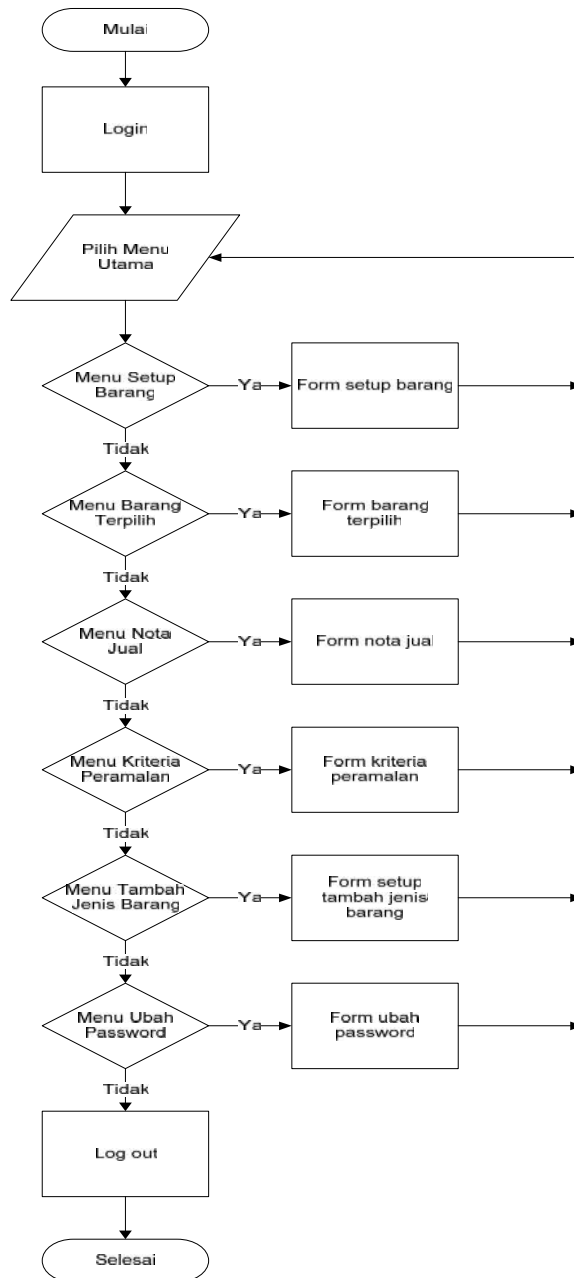 Mulai
Login
Pilih Menu
Utama
Menu Setup
Barang
Ya
Form setup barang
Tidak
Menu Barang
Terpilih
Ya
Form barang
terpilih
Tidak
Menu Nota
Jual
Ya
Form nota jual
Tidak
Menu Kriteria
Peramalan
Ya
Form kriteria
peramalan
Tidak
Menu Tambah
Jenis Barang
Ya
Form setup
tambah jenis
barang
Tidak
Menu Ubah
Password
Ya
Form ubah
password
Tidak
Log out
Selesai